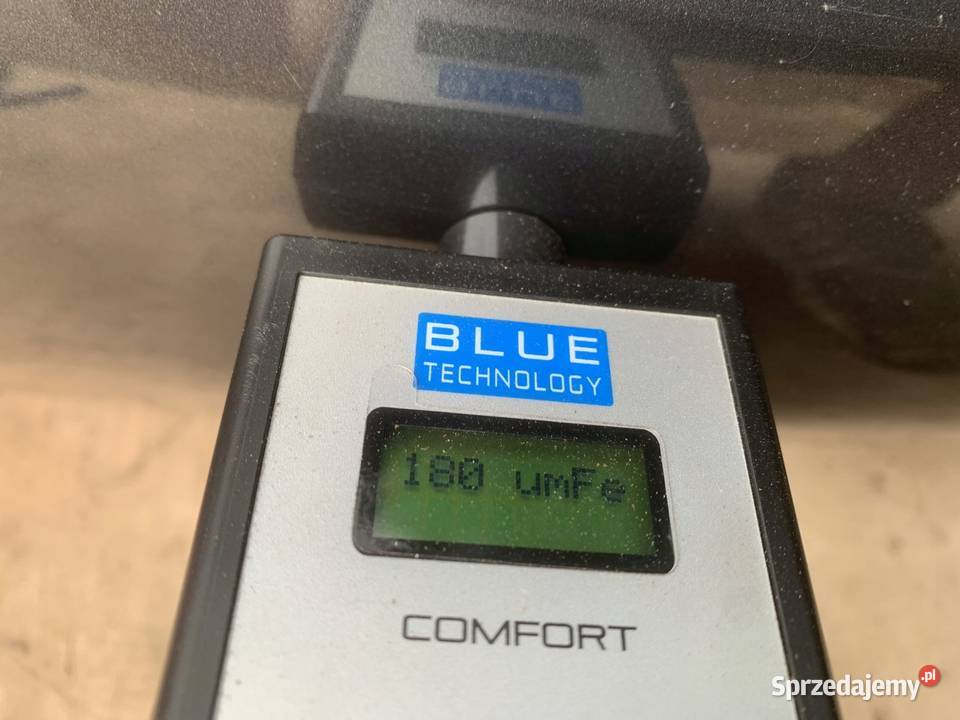 BLUE
TECHNOLOGY
180 umFe
COMFORT
Sprzedajemy.pl